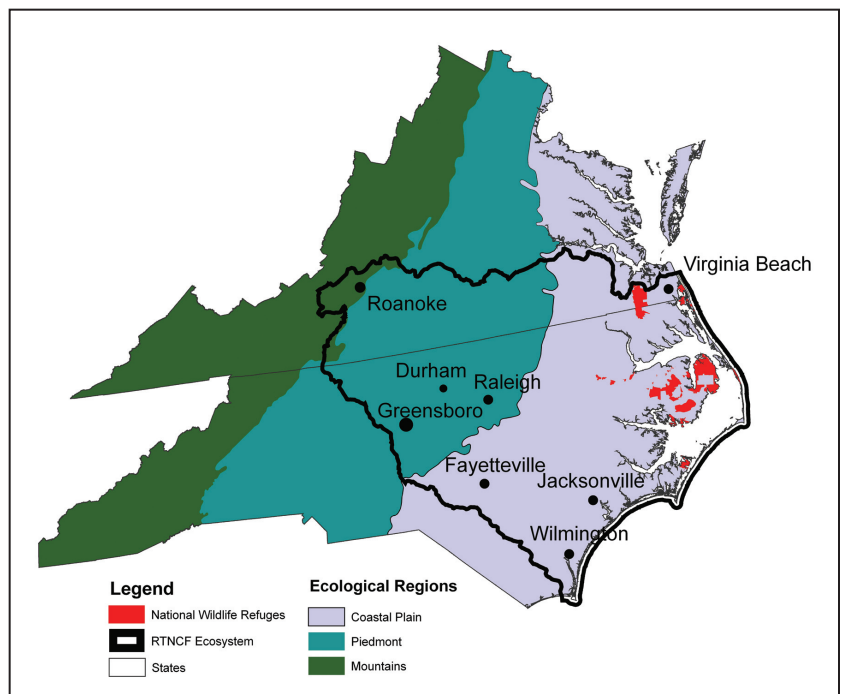 Virginia Beach
Roanoke
Durham
Raleigh
Greensboro
Fayetteville
Jacksonville
Wilmington
Legend
National Wildlife Refuges
RTNCF Ecosystem
States
Ecological Regions
Coastal Plain
Piedmont
Mountains